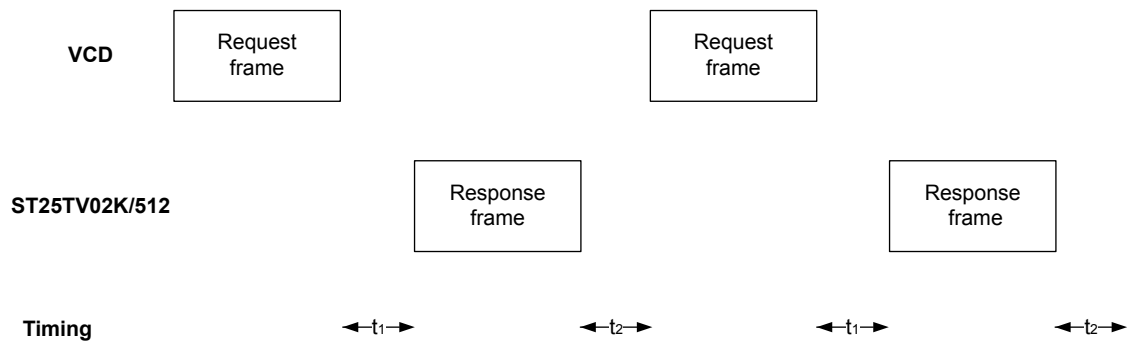 VCD
Request
frame
Request
frame
ST25TV02K/512
Response
frame
Response
frame
Timing
t1
t2
t1
t2